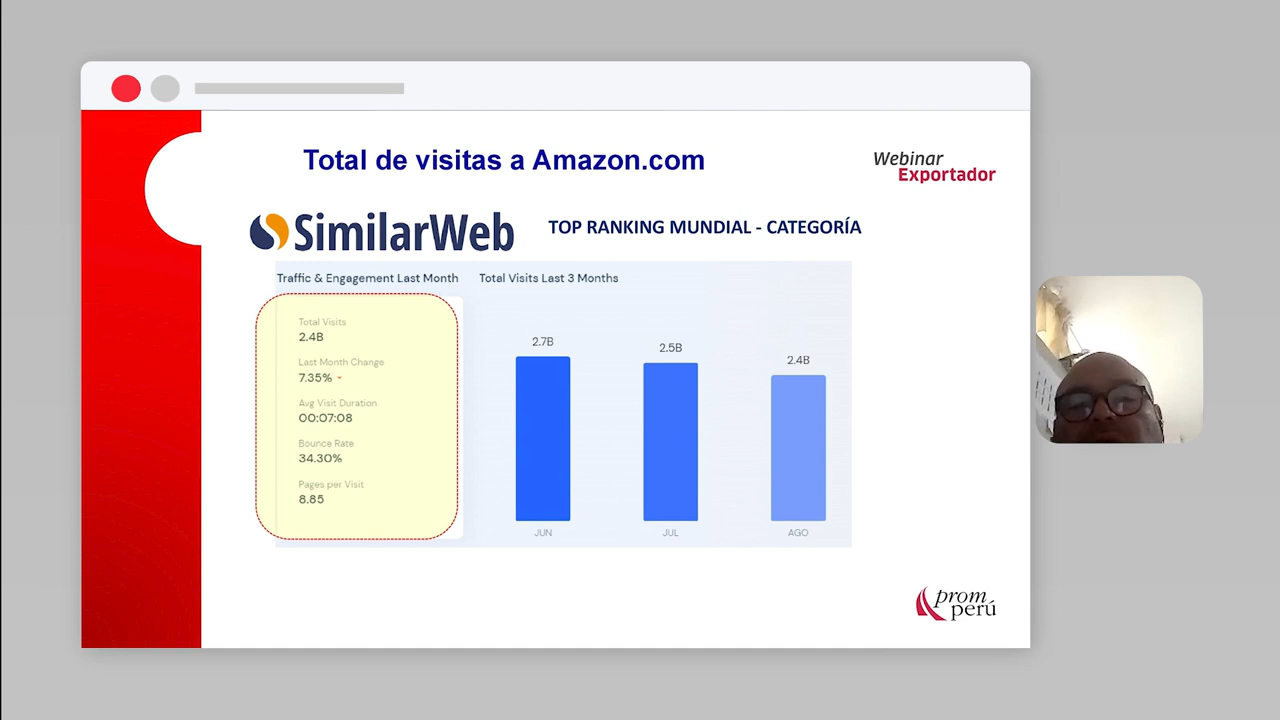 Total de visitas a Amazon.com
Webinar
Exportador
SimilarWeb
TOP RANKING MUNDIAL - CATEGORÍA
Traffic & Engagement Last Month
Total Visits Last 3 Months
Total Visits
2.4B
Last Month Change
7.35%
Avg Visit Duration
00:07:08
Bounce Rate
34.30%
Pages per Visit
8.85
2.7B
2.5B
2.4B
JUN
JUL
AGO
prom
perú